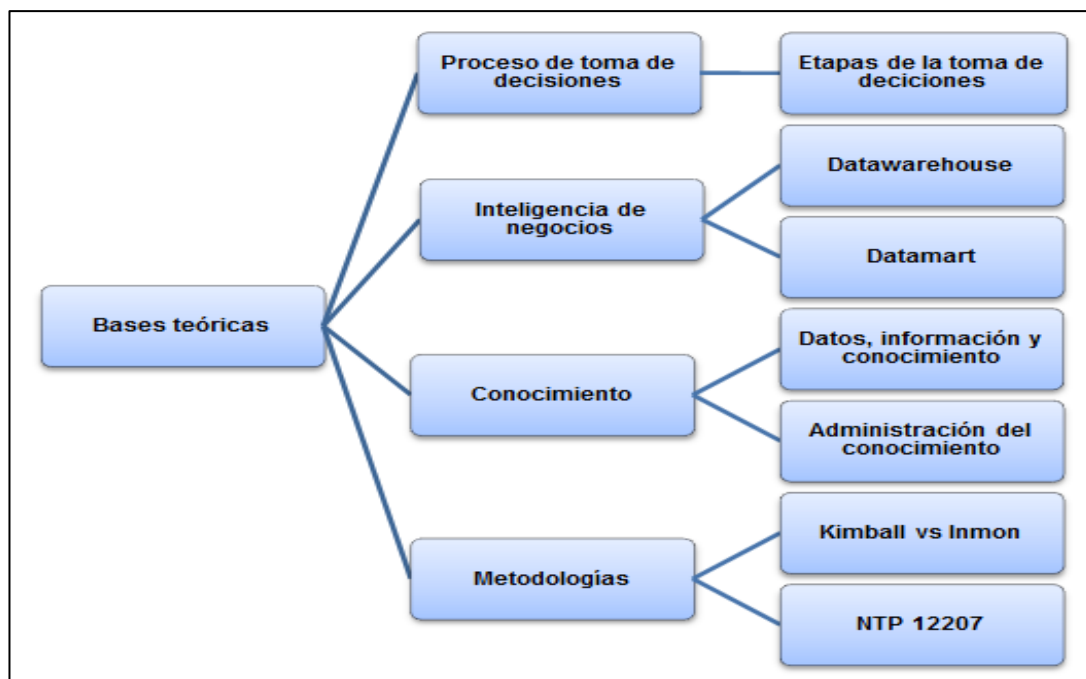 Proceso de toma de
decisiones
Etapas de la toma de
deciciones
Datawarehouse
Inteligencia de
negocios
Datamart
Bases teóricas
Datos, información y
conocimiento
Conocimiento
Administración del
conocimiento
Kimball vs Inmon
Metodologías
NTP 12207